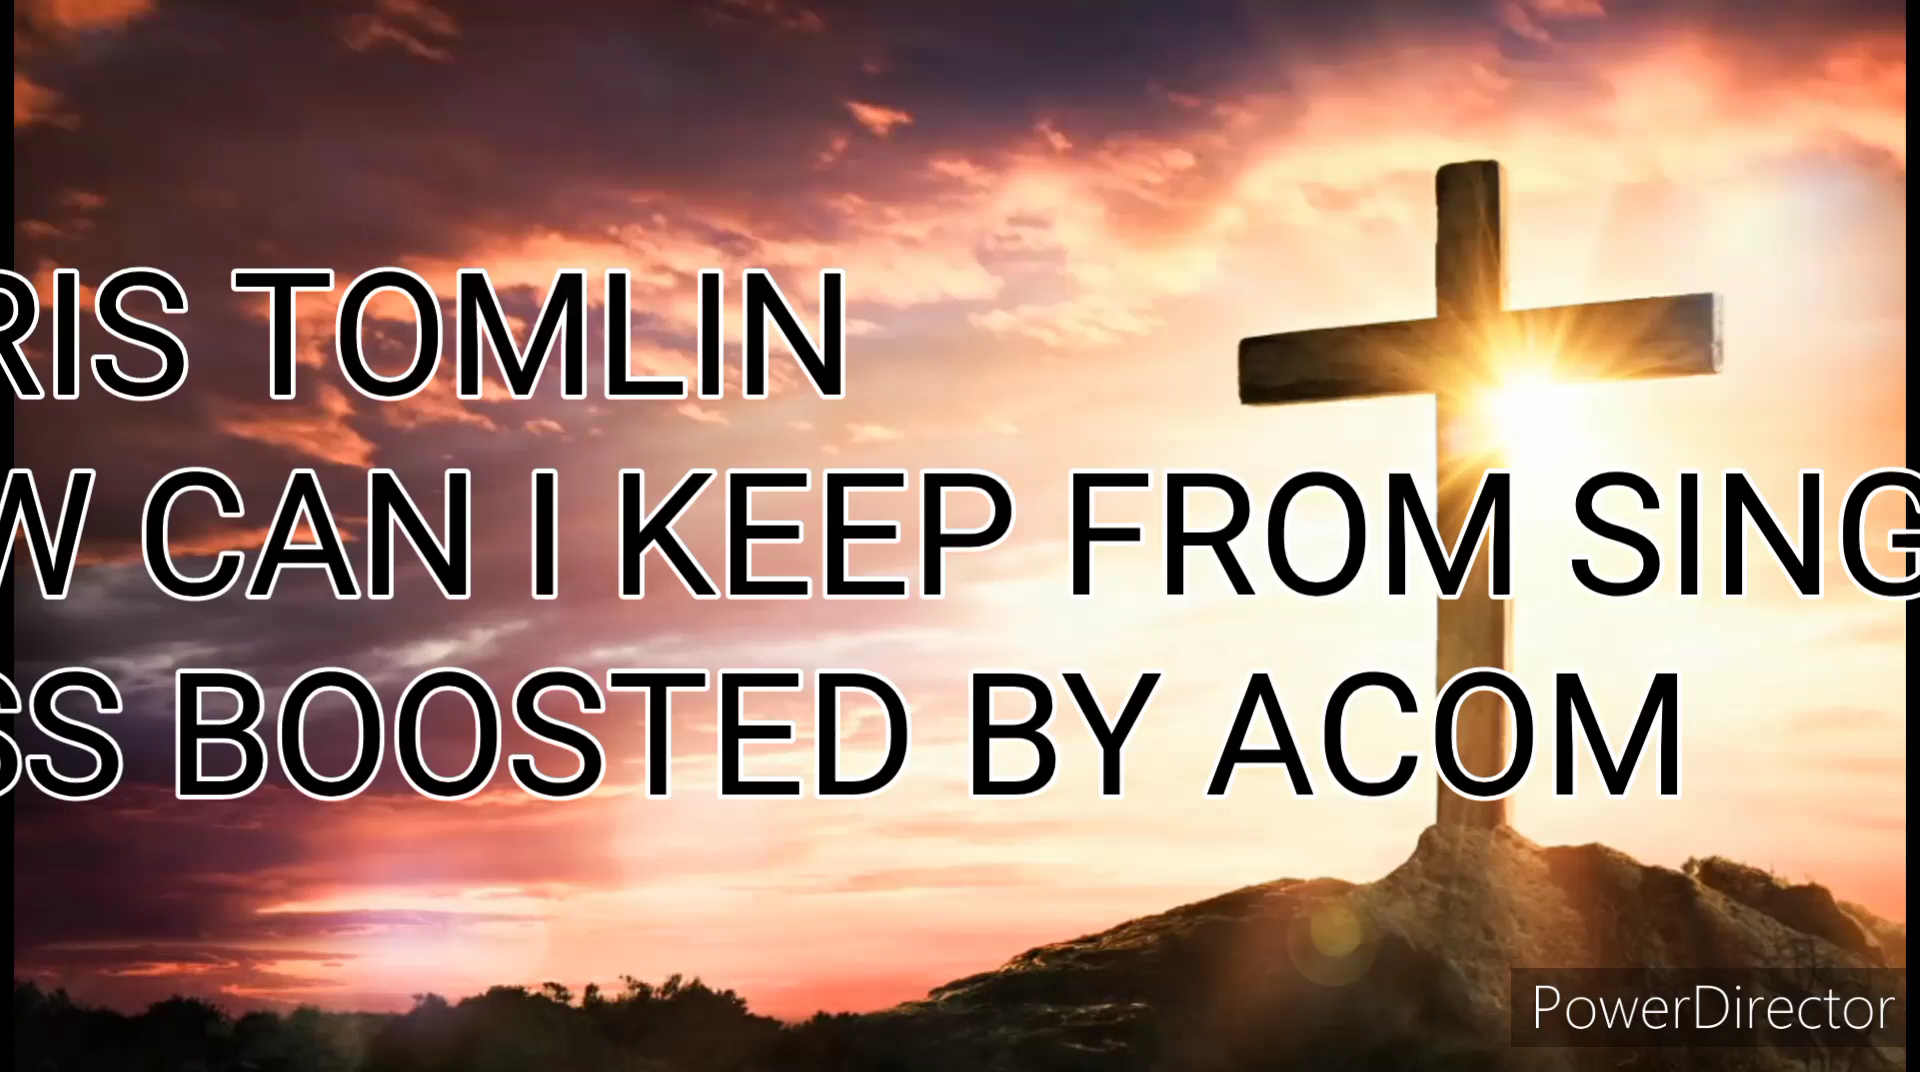 RIS TOMLIN
W CAN I KEEP FROM SING
SS BOOSTED BY ACOM
PowerDirector